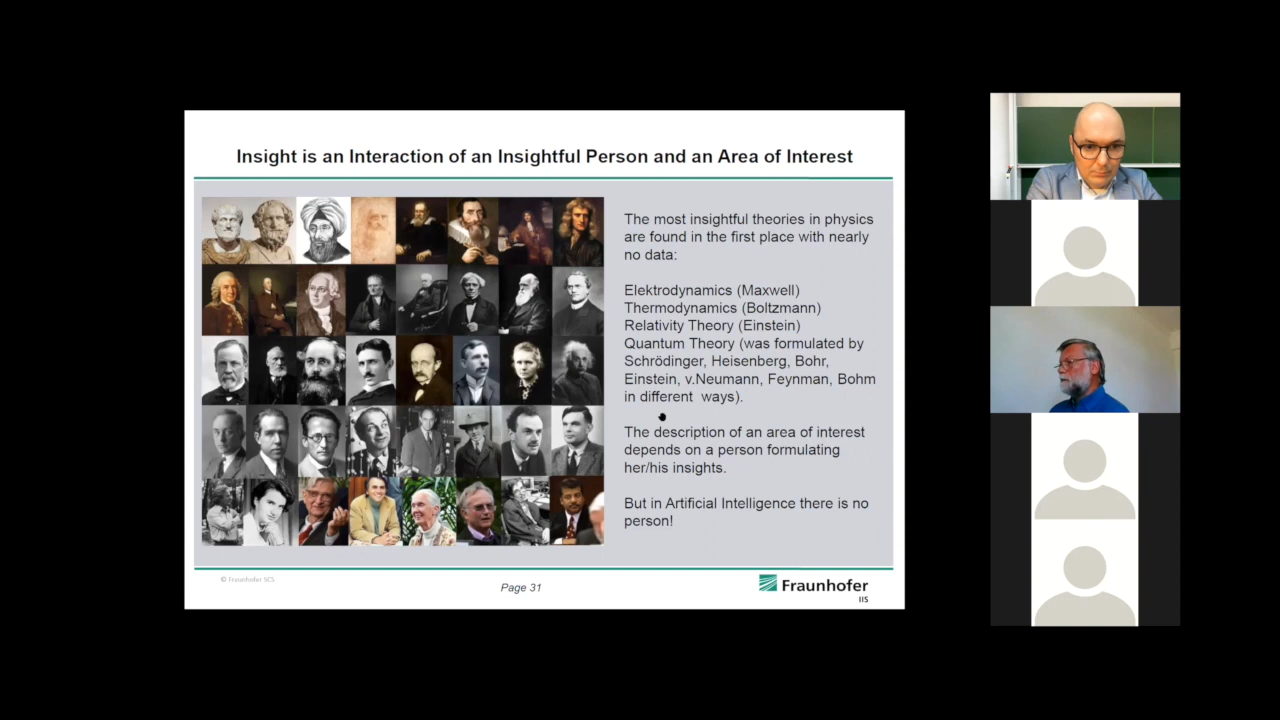 Insight is an Interaction of an Insightful Person and an Area of Interest
The most insightful theories in physics
are found in the first place with nearly
no data:
Elektrodynamics (Maxwell)
Thermodynamics (Boltzmann)
Relativity Theory (Einstein)
Quantum Theory (was formulated by
Schrödinger, Heisenberg, Bohr,
Einstein, v.Neumann, Feynman, Bohm
in different ways).
The description of an area of interest
depends on a person formulating
her/his insights.
But in Artificial Intelligence there is no
person!
© Fraunhofer SCS
Page 31
Fraunhofer
IIS